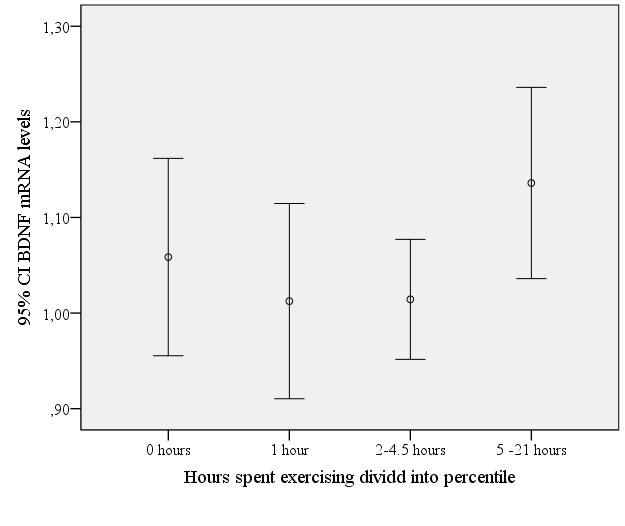 95% CI BDNF mRNA levels
1,30
1,20
1,10
1,00
,90
0 hours
1 hour
2-4.5 hours
5 -21 hours
Hours spent exercising dividd into percentile